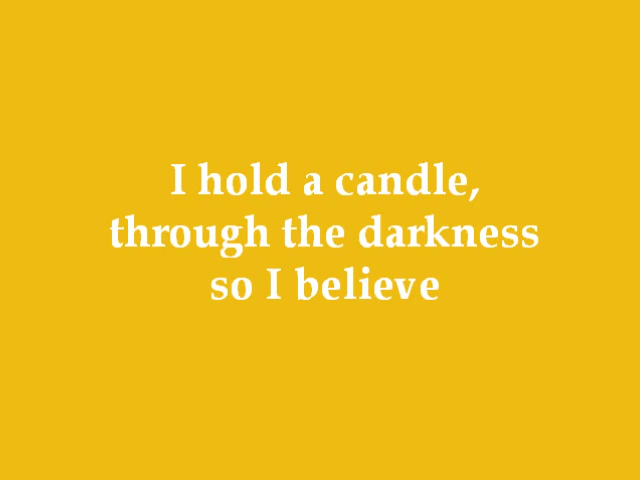 I hold a candle,
through the darkness
so I believe